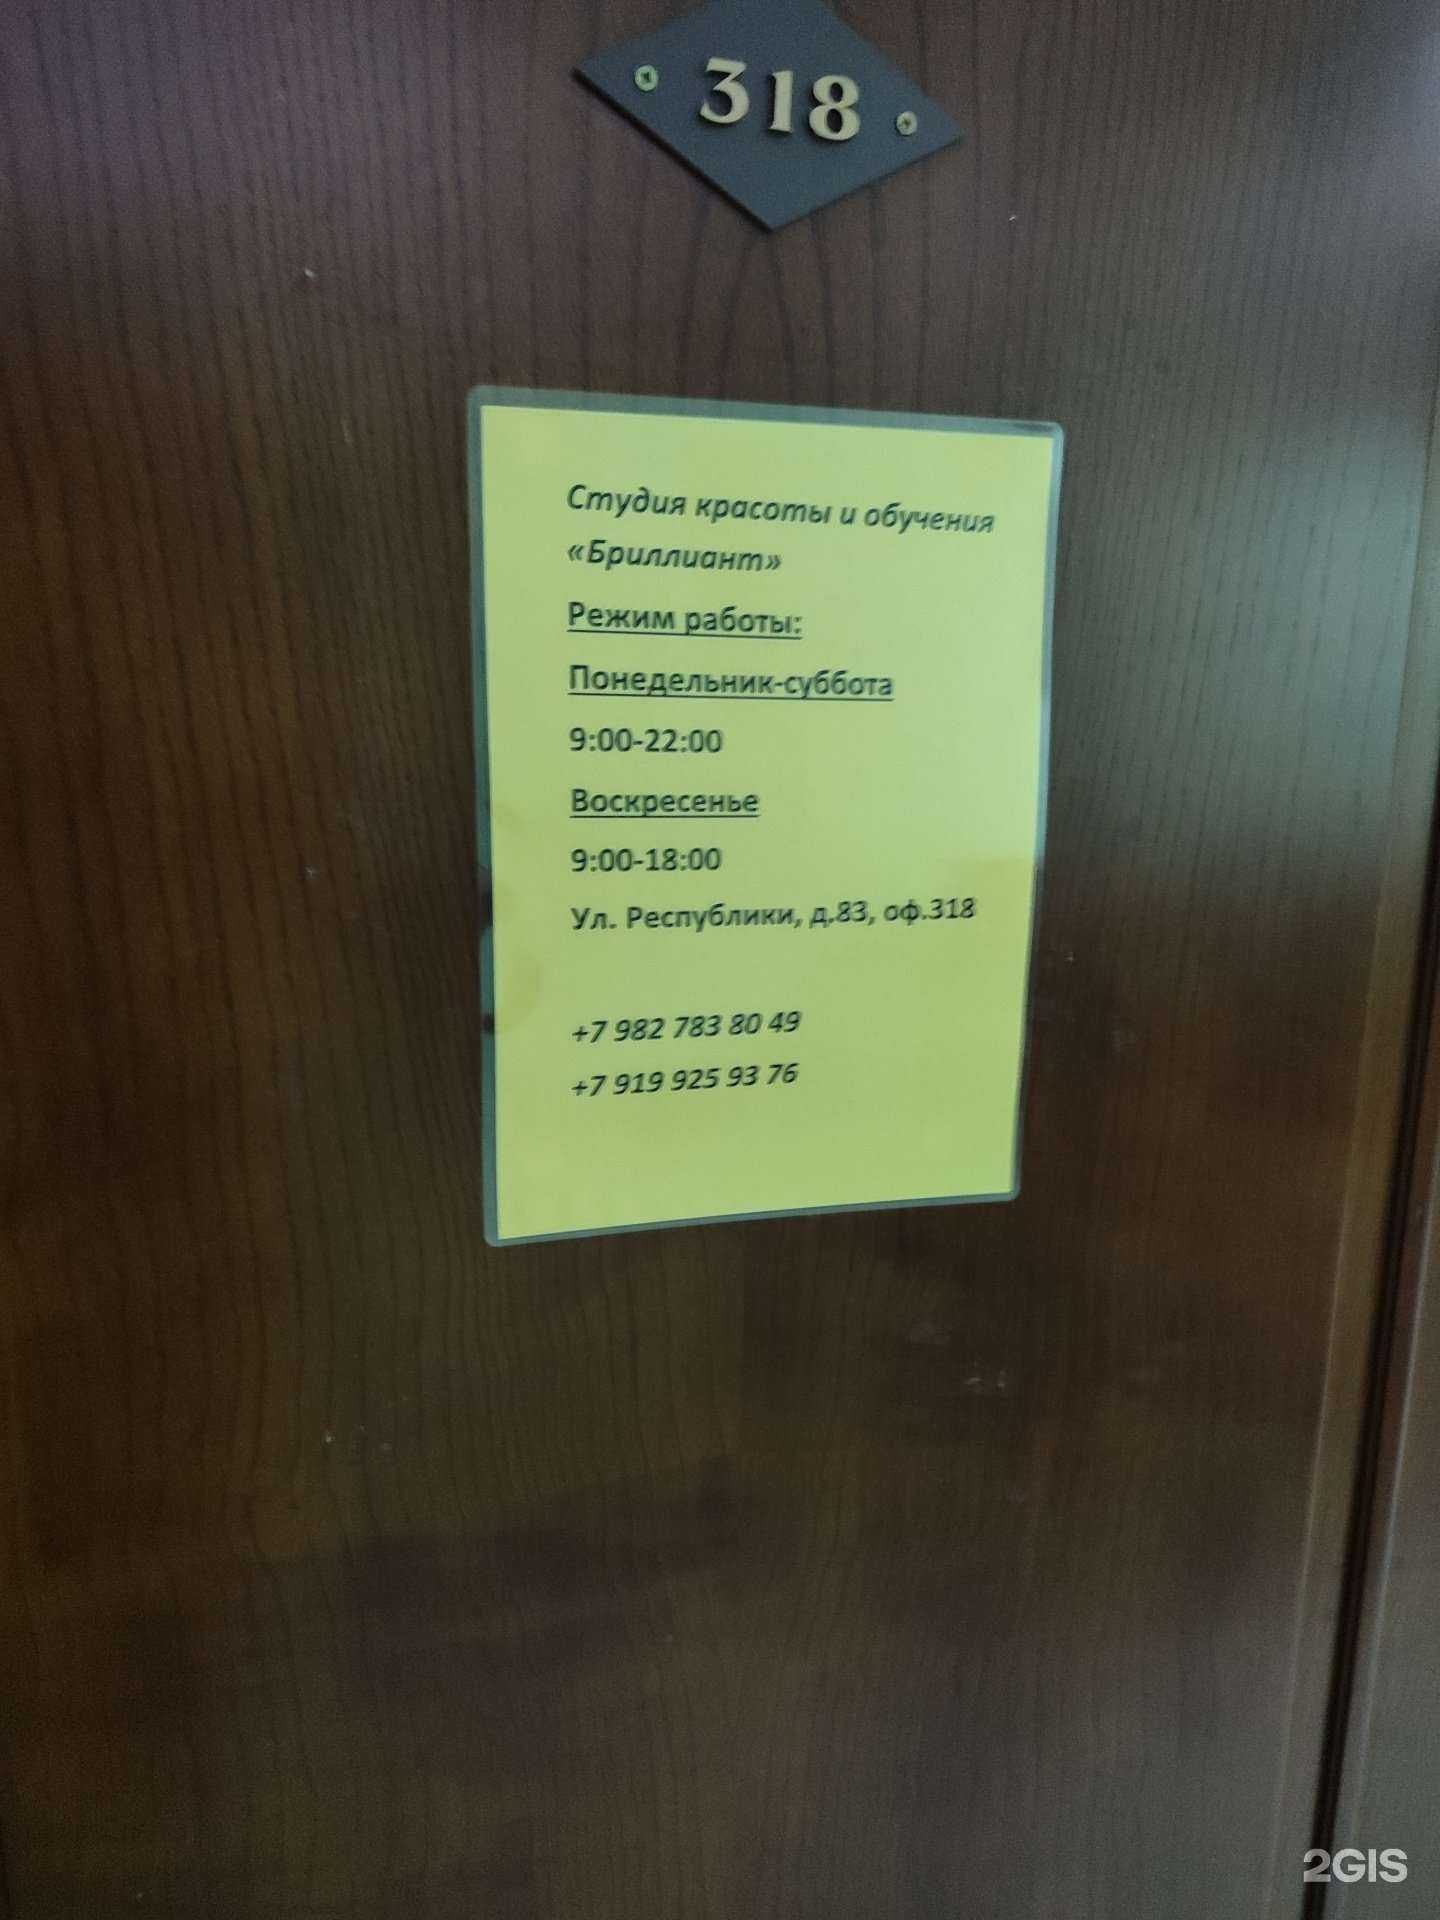 318
Студия красоты и обучения
«Бриллиант»
Режим работы:
Понедельник-суббота
9:00-22:00
Воскресенье
9:00-18:00
Ул. Республики, д.83, оф.318
+7 982 783 80 49
+7 919 925 93 76
2GIS